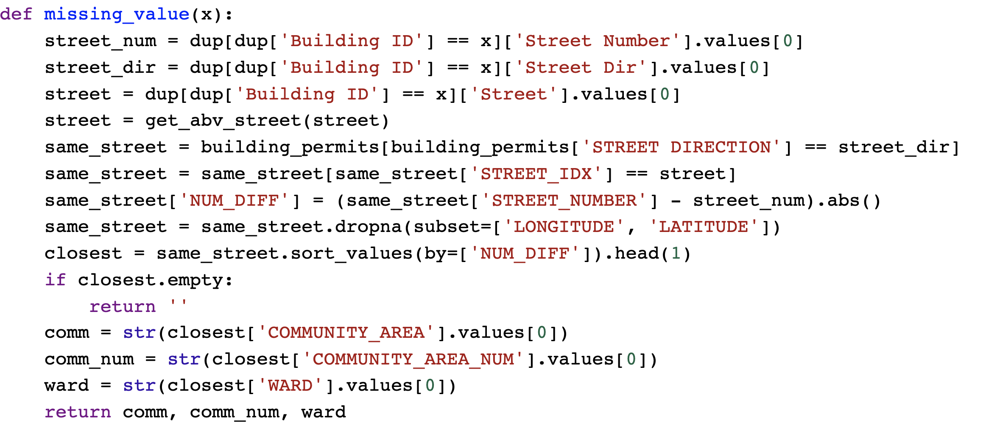 def missing_value(x):
    street_num = dup[dup['Building ID'] == x]['Street Number'].values[0]
    street_dir = dup[dup['Building ID'] == x]['Street Dir'].values[0]
    street = dup[dup['Building ID'] == x]['Street'].values[0]
    street = get_abv_street(street)
    same_street = building_permits[building_permits['STREET DIRECTION'] == street_dir]
    same_street = same_street[same_street['STREET_IDX'] == street]
    same_street['NUM_DIFF'] = (same_street['STREET_NUMBER'] - street_num).abs()
    same_street = same_street.dropna(subset=['LONGITUDE', 'LATITUDE'])
    closest = same_street.sort_values(by=['NUM_DIFF']).head(1)
    if closest.empty:
        return ''
    comm = str(closest['COMMUNITY_AREA'].values[0])
    comm_num = str(closest['COMMUNITY_AREA_NUM'].values[0])
    ward = str(closest['WARD'].values[0])
    return comm, comm_num, ward